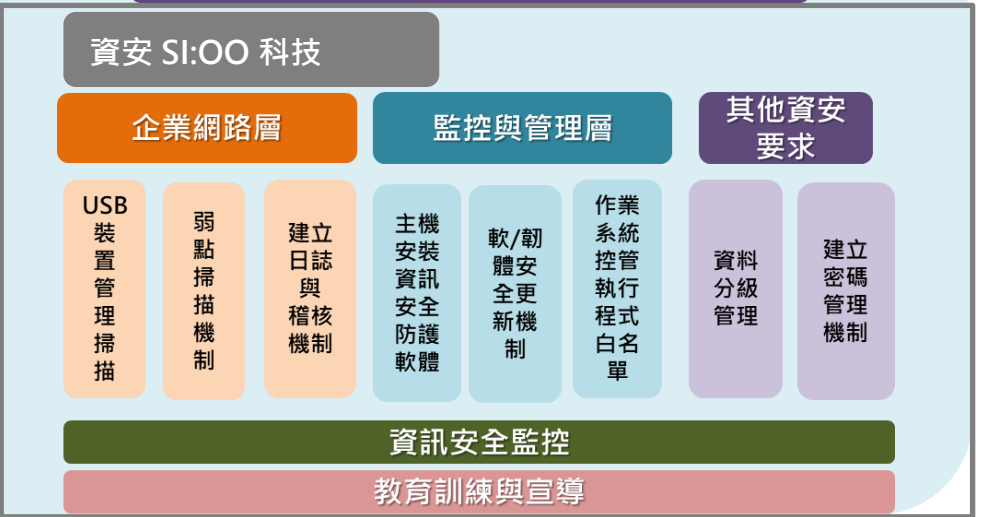 資安 SI:OO 科技
企業網路層
監控與管理層
其他資安
要求
USB
裝
置
管
理
掃
描
弱
點
掃
描
機
制
建立
日誌
與
稽核
機制
主機
安裝
資訊
安全
防護
軟體
軟/韌
體安
全更
新機
制
作業
系統
控管
執行
程式
白名
單
資料
分級
管理
建立
密碼
管理
機制
資訊安全監控
教育訓練與宣導